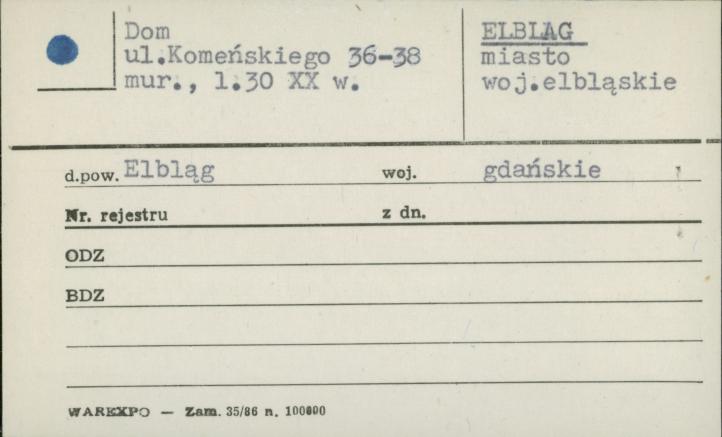 Dom
ul.Komeńskiego 36-38
mur., l.30 XX w.
ELBLĄG
miasto
woj.elbląskie
d.pow. Elbląg woj. gdańskie
Nr. rejestru z dn.
ODZ
BDZ
WAREXPO — Zam. 35/86 n. 100000